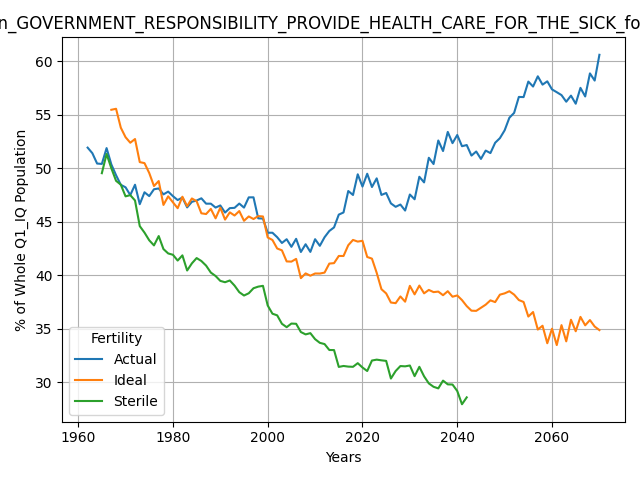 n_GOVERNMENT_RESPONSIBILITY_PROVIDE_HEALTH_CARE_FOR_THE_SICK_fo
60
55
50
45
40
35
30
% of Whole Q1_IQ Population
Fertility
Actual
Ideal
Sterile
1960 1980 2000 2020 2040 2060
Years